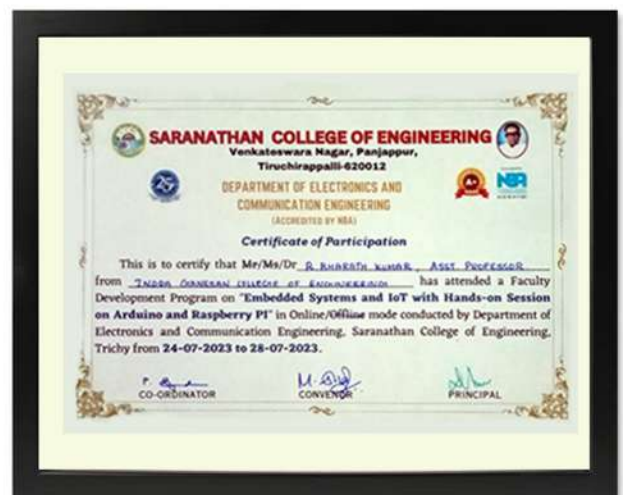 SARANATHAN COLLEGE OF ENGINEERING
Venkateswara Nagar, Panjappur,
Tiruchirappalli-620012
DEPARTMENT OF ELECTRONICS AND
COMMUNICATION ENGINEERING
(ACCREDITED BY NBA)
25
A+
NBA
Certificate of Participation
This is to certify that Mr/Ms/Dr R. BHARATH KUMAR, ASST PROFESSOR
from INDRA GANESAN COLLEGE OF ENGINEERING has attended a Faculty
Development Program on "Embedded Systems and IoT with Hands-on Session
on Arduino and Raspberry PI" in Online/Offline mode conducted by Department of
Electronics and Communication Engineering, Saranathan College of Engineering,
Trichy from 24-07-2023 to 28-07-2023.
CO-ORDINATOR CONVENOR PRINCIPAL